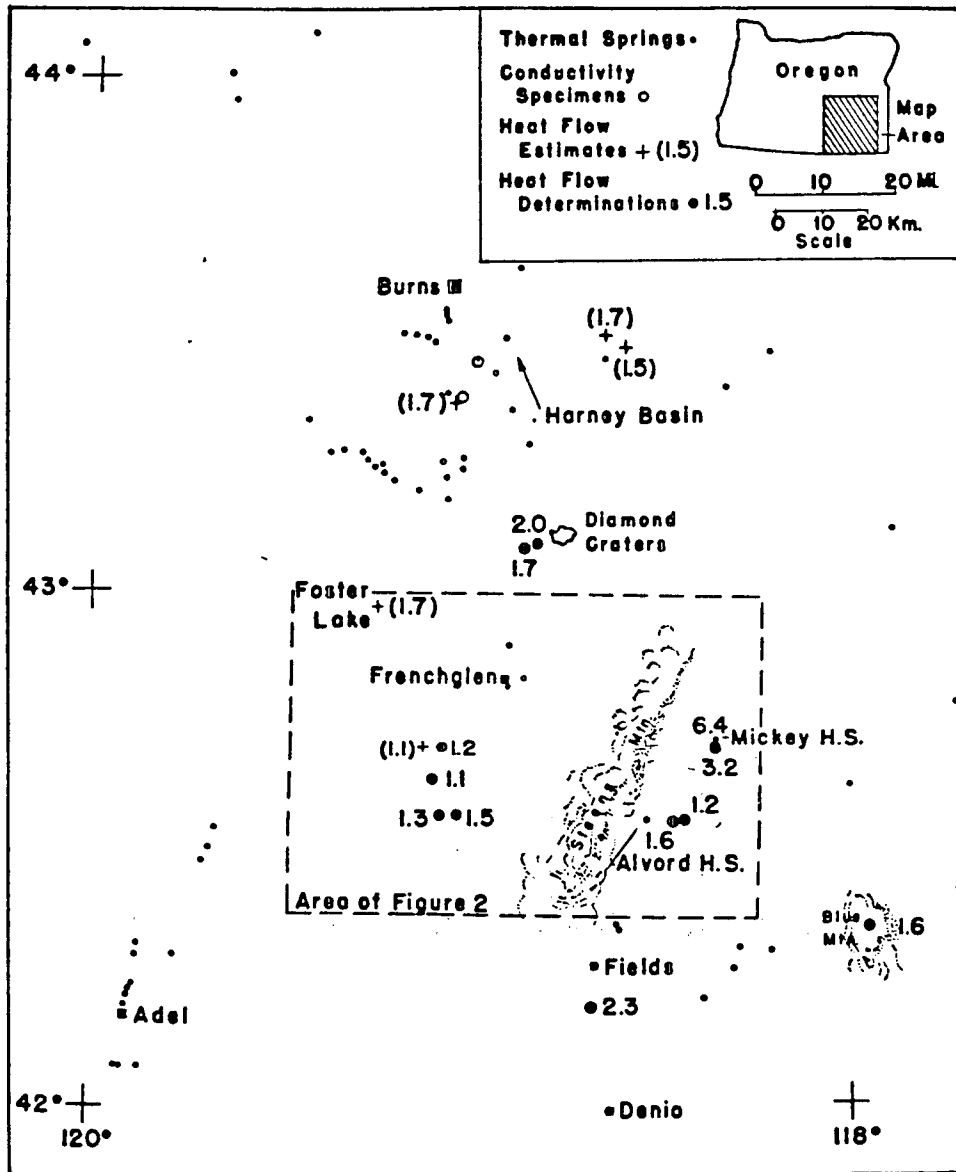 Thermal Springs •
Conductivity
Specimens o
Heat Flow
Estimates + (1.5)
Heat Flow
Determinations • 1.5
Oregon
Map
Area
0 10 20 Mi.
0 10 20 Km.
Scale
44°
Burns
(1.7)
(1.5)
(1.7)
Harney Basin
2.0
Diamond
Craters
1.7
43°
Foster
Lake + (1.7)
Frenchglen
6.4
Mickey H.S.
3.2
(1.1) + 1.2
1.1
1.3 1.5
Steens Mtn
1.2
1.6
Alvord H.S.
Area of Figure 2
Blue
Mtn.
1.6
Fields
2.3
Adel
42°
120°
Denio
118°